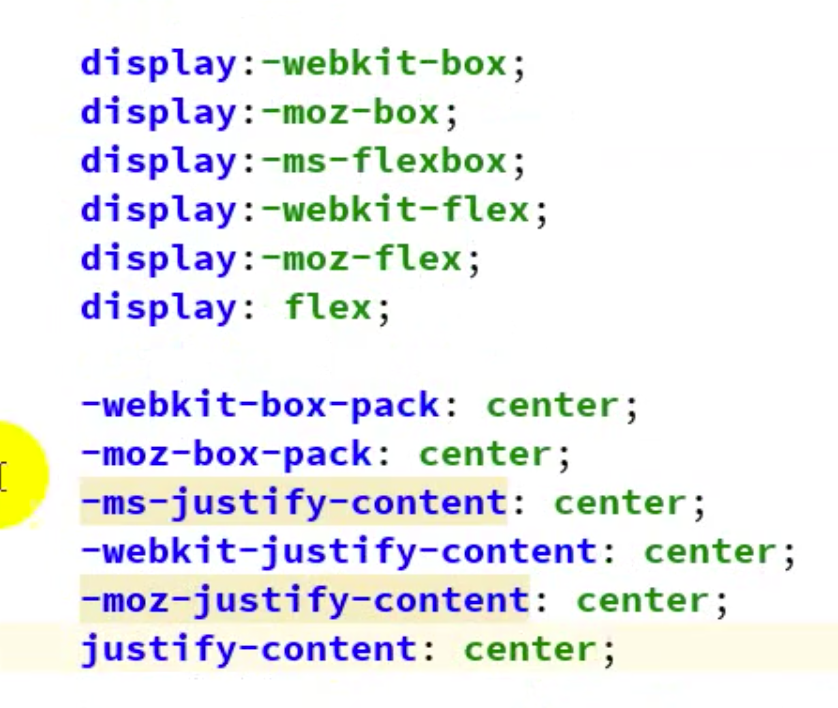 display:-webkit-box;
display:-moz-box;
display:-ms-flexbox;
display:-webkit-flex;
display:-moz-flex;
display: flex;
-webkit-box-pack: center;
-moz-box-pack: center;
-ms-justify-content: center;
-webkit-justify-content: center;
-moz-justify-content: center;
justify-content: center;